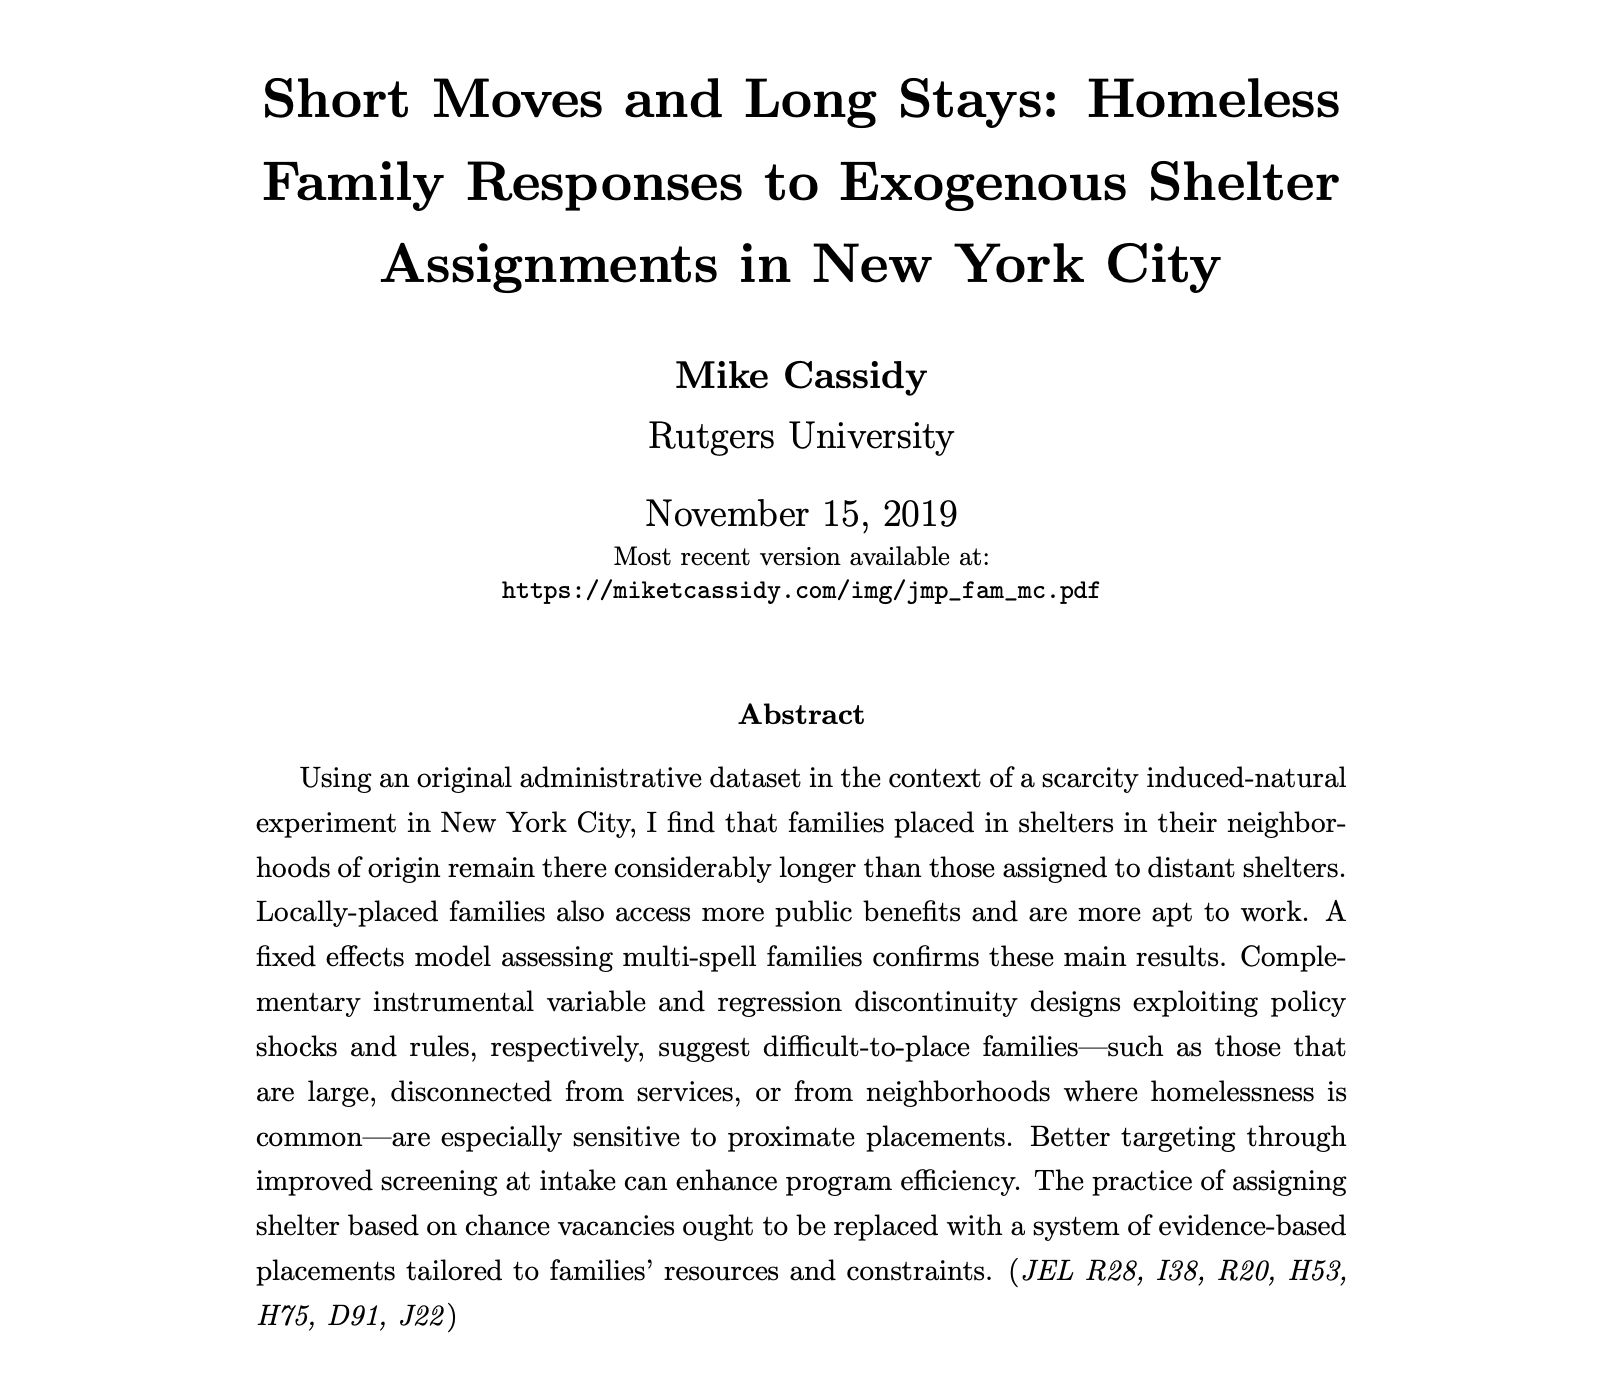 Short Moves and Long Stays: Homeless
Family Responses to Exogenous Shelter
Assignments in New York City
Mike Cassidy
Rutgers University
November 15, 2019
Most recent version available at:
https://miketcassidy.com/img/jmp_fam_mc.pdf
Abstract
Using an original administrative dataset in the context of a scarcity induced-natural
experiment in New York City, I find that families placed in shelters in their neighbor-
hoods of origin remain there considerably longer than those assigned to distant shelters.
Locally-placed families also access more public benefits and are more apt to work. A
fixed effects model assessing multi-spell families confirms these main results. Comple-
mentary instrumental variable and regression discontinuity designs exploiting policy
shocks and rules, respectively, suggest difficult-to-place families—such as those that
are large, disconnected from services, or from neighborhoods where homelessness is
common—are especially sensitive to proximate placements. Better targeting through
improved screening at intake can enhance program efficiency. The practice of assigning
shelter based on chance vacancies ought to be replaced with a system of evidence-based
placements tailored to families’ resources and constraints. (JEL R28, I38, R20, H53,
H75, D91, J22)